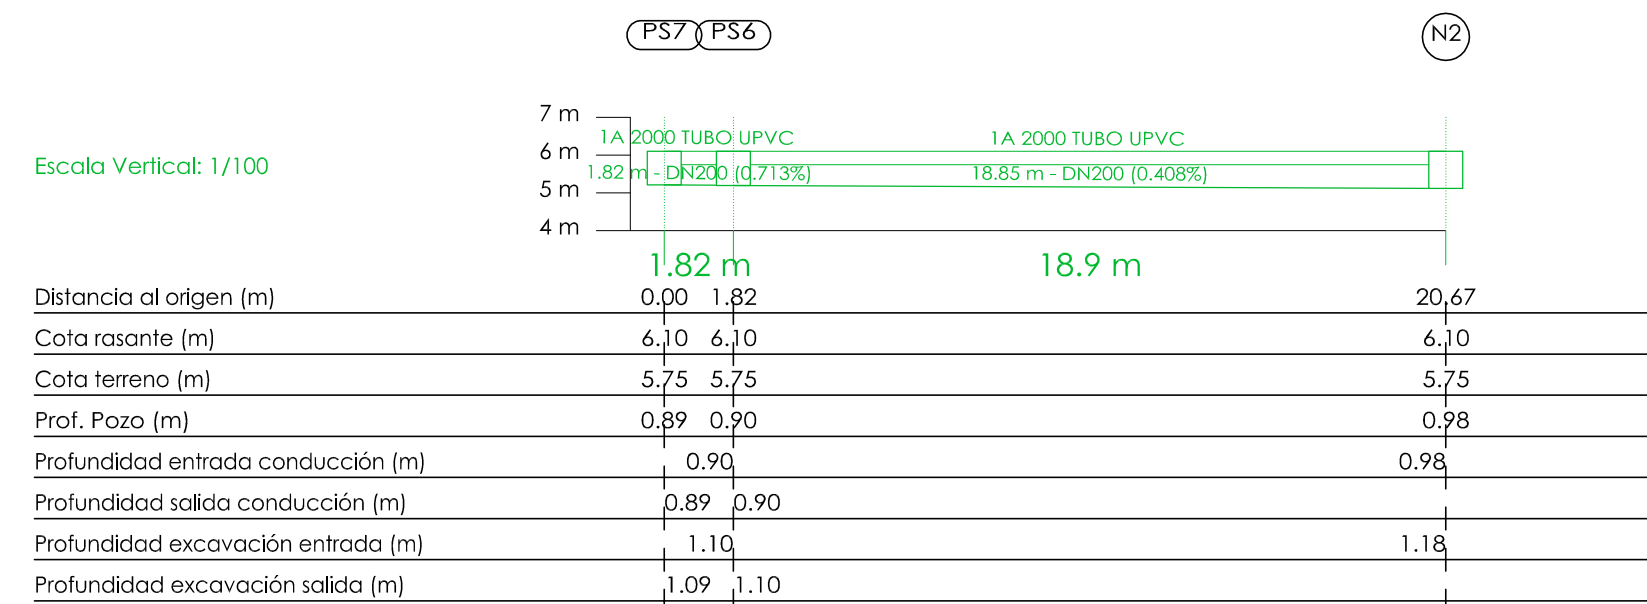 PS7 PS6 N2
7 m
1A 2000 TUBO UPVC 1A 2000 TUBO UPVC
6 m
Escala Vertical: 1/100
1.82 m - DN200 (0.713%) 18.85 m - DN200 (0.408%)
5 m
4 m
1.82 m 18.9 m
Distancia al origen (m) 0.00 1.82 20.67
Cota rasante (m) 6.10 6.10 6.10
Cota terreno (m) 5.75 5.75 5.75
Prof. Pozo (m) 0.89 0.90 0.98
Profundidad entrada conducción (m) 0.90 0.98
Profundidad salida conducción (m) 0.89 0.90
Profundidad excavación entrada (m) 1.10 1.18
Profundidad excavación salida (m) 1.09 1.10